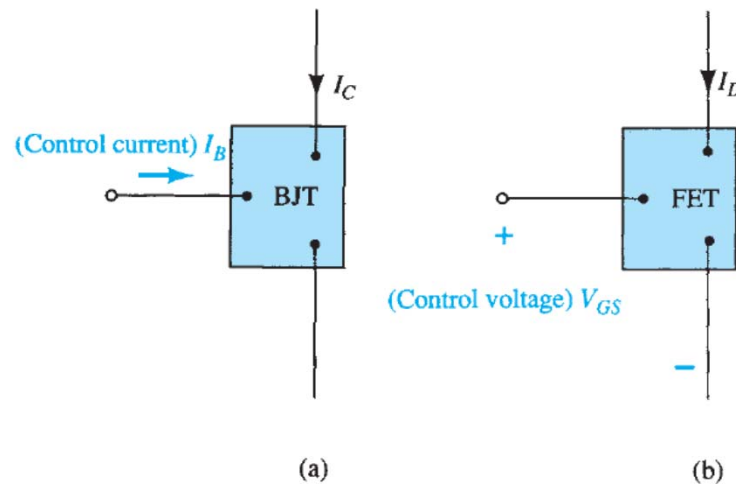 I_C
(Control current) I_B
BJT
(a)
I_D
FET
+
(Control voltage) V_GS
−
(b)